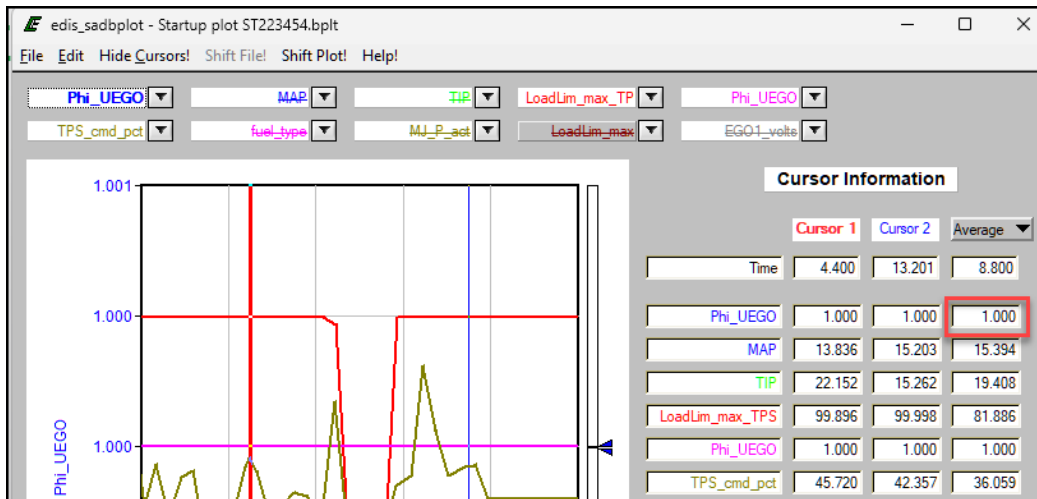 edis_sadbplot - Startup plot ST223454.bplt
File Edit Hide Cursors! Shift File! Shift Plot! Help!
Phi_UEGO MAP TIP LoadLim_max_TP Phi_UEGO
TPS_cmd_pct fuel_type MJ_P_act LoadLim_max EGO1_volts
Cursor Information
Cursor 1 Cursor 2 Average
Time 4.400 13.201 8.800
Phi_UEGO 1.000 1.000 1.000
MAP 13.836 15.203 15.394
TIP 22.152 15.262 19.408
LoadLim_max_TPS 99.896 99.998 81.886
Phi_UEGO 1.000 1.000 1.000
TPS_cmd_pct 45.720 42.357 36.059
1.001
1.000
1.000
Phi_UEGO